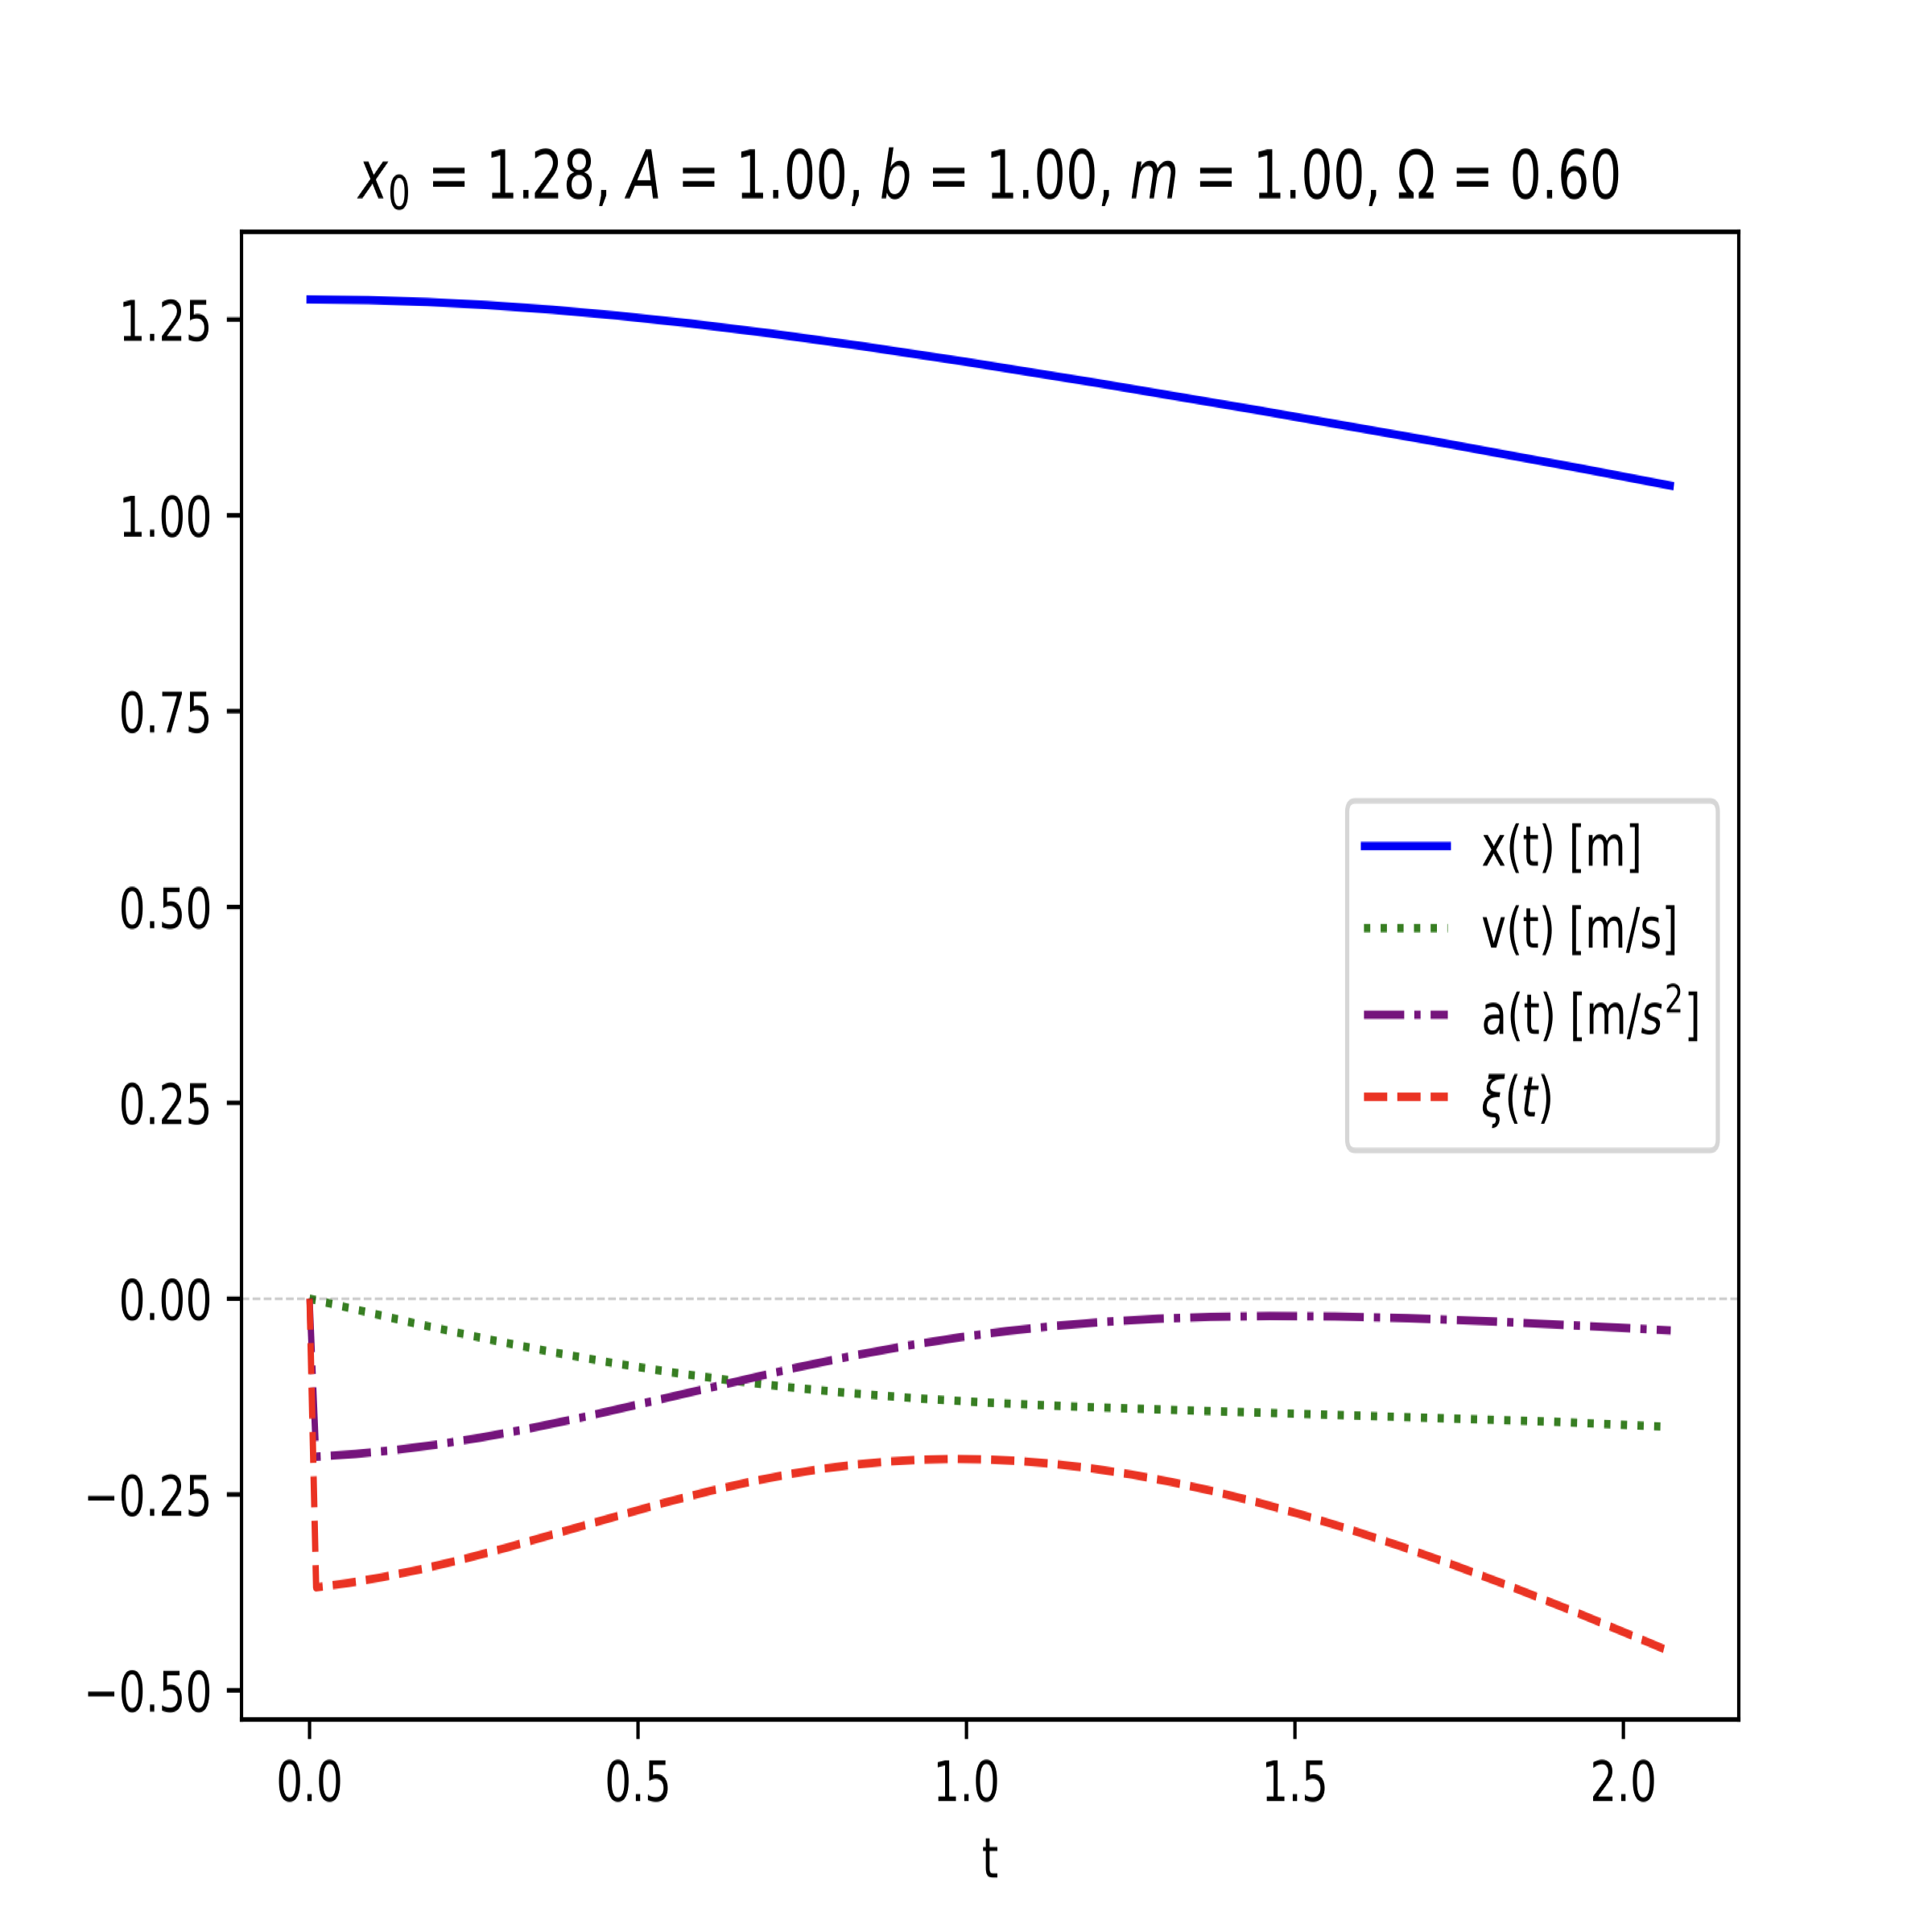 x₀ = 1.28, A = 1.00, b = 1.00, m = 1.00, Ω = 0.60
1.25
1.00
0.75
0.50
0.25
0.00
−0.25
−0.50
x(t) [m]
v(t) [m/s]
a(t) [m/s²]
ξ(t)
0.0 0.5 1.0 1.5 2.0
t